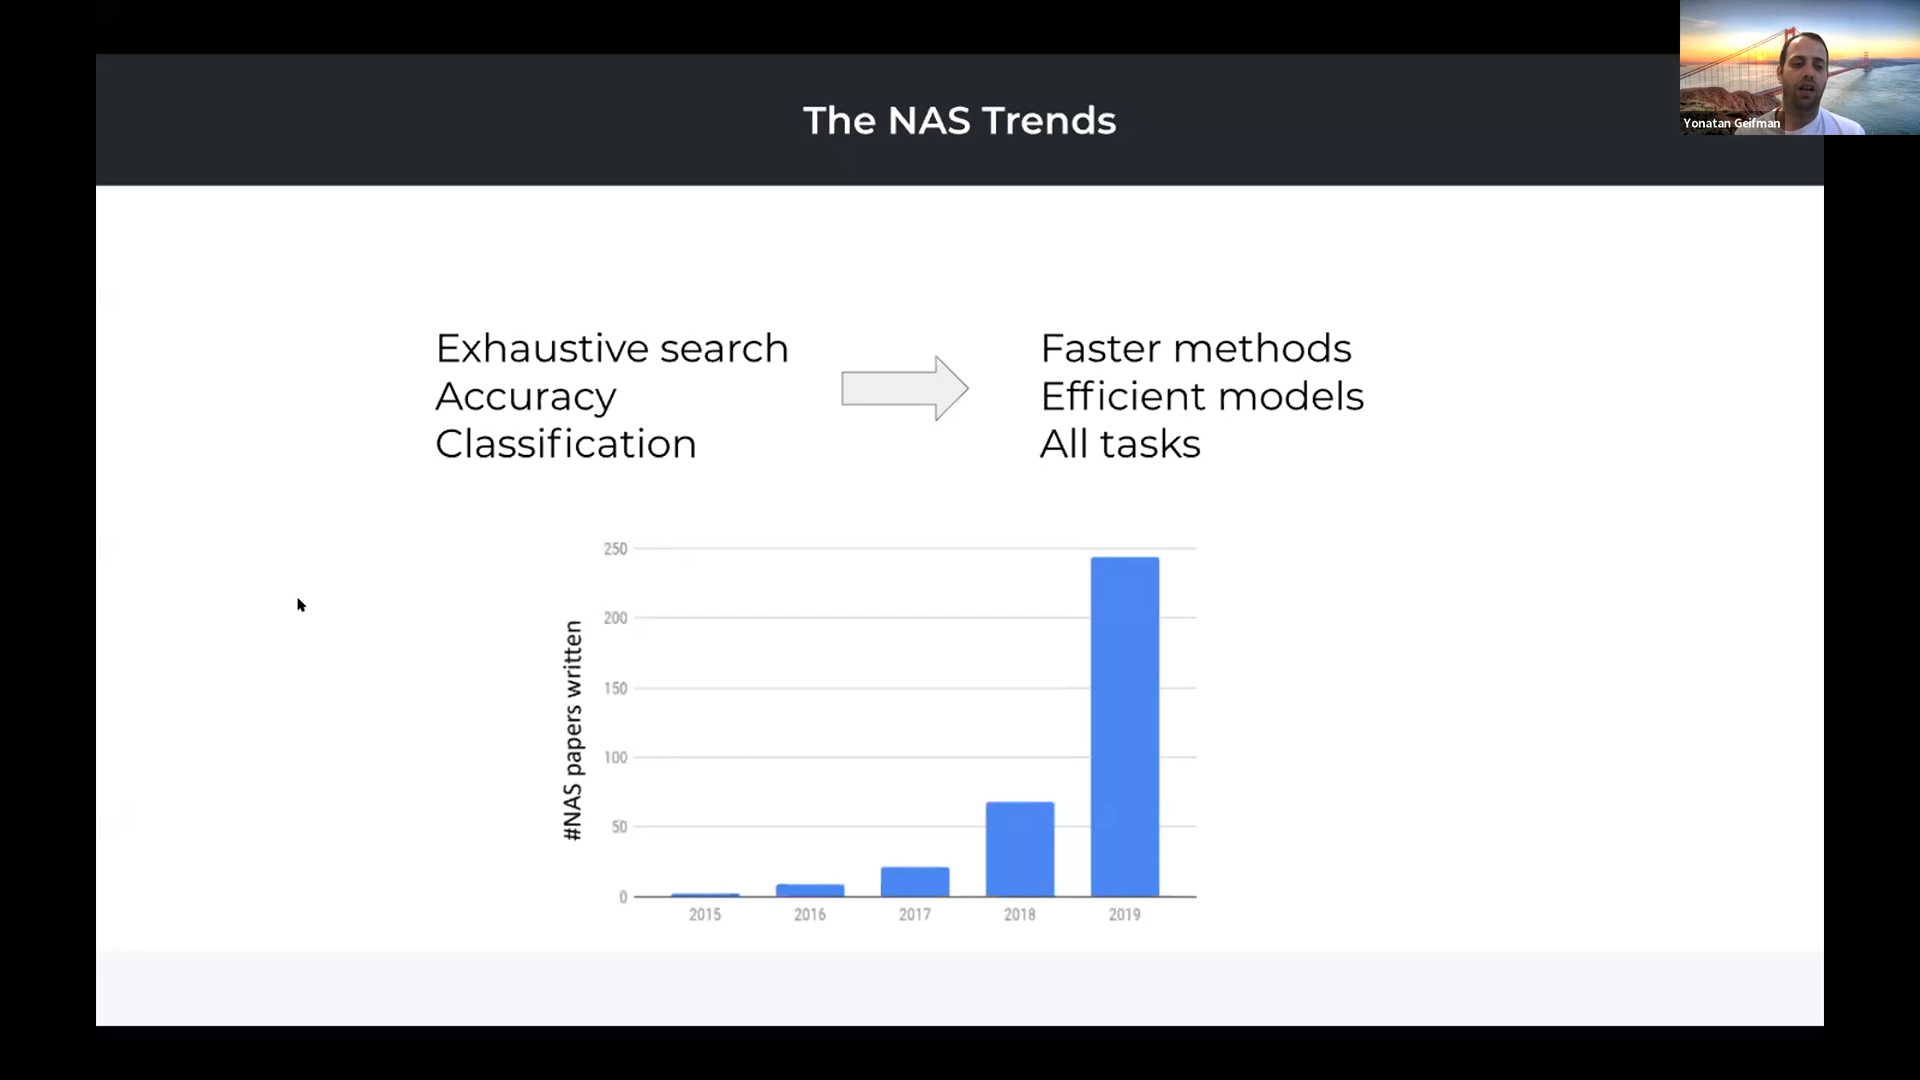 The NAS Trends
Yonatan Geifman
Exhaustive search
Accuracy
Classification
Faster methods
Efficient models
All tasks
#NAS papers written
250
200
150
100
50
0
2015
2016
2017
2018
2019